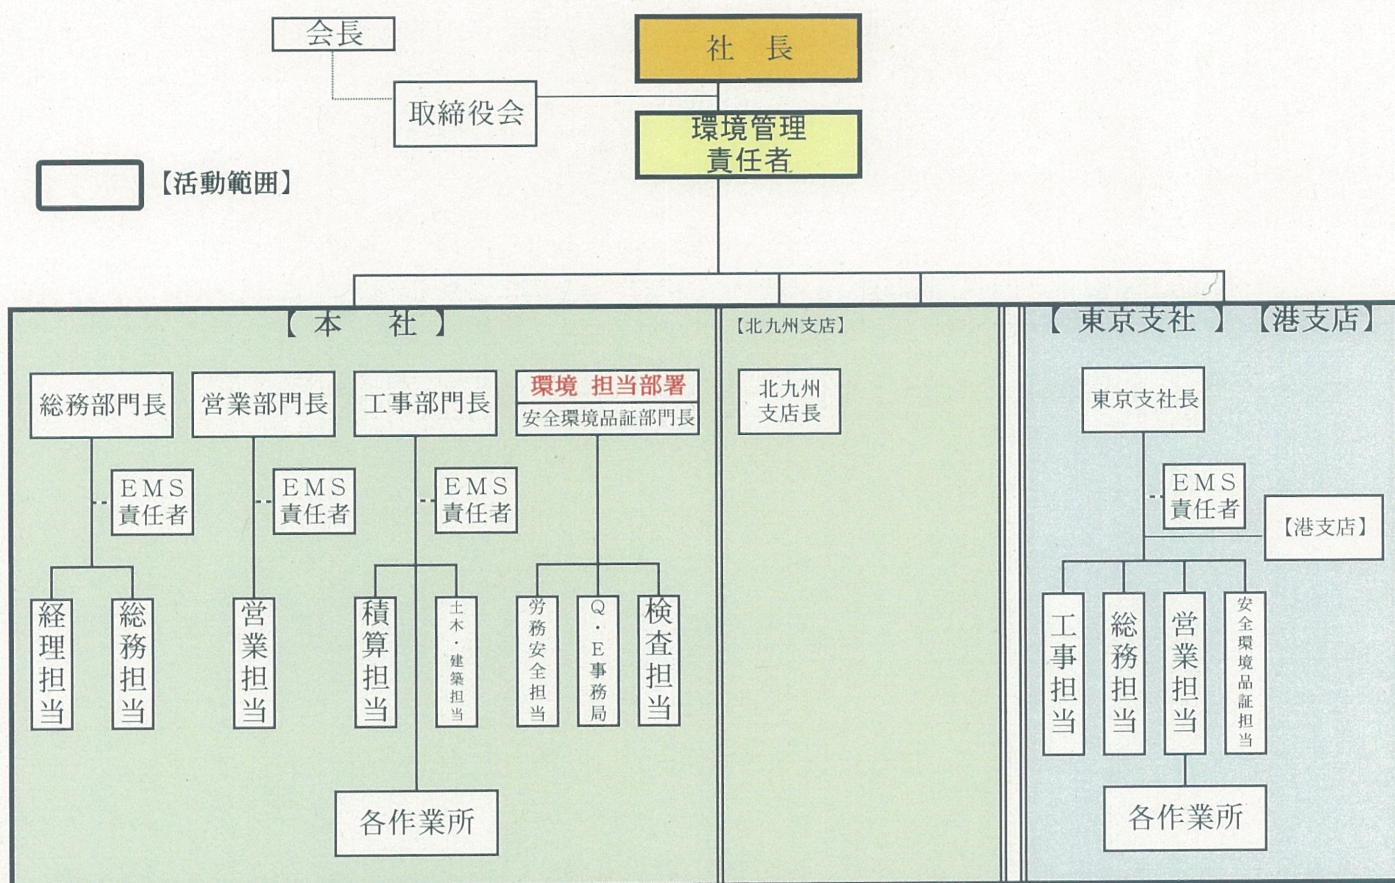 会長
社 長
取締役会
環境管理
責任者
【活動範囲】
【 本 社 】
【北九州支店】
【 東京支社 】 【港支店】
総務部門長
営業部門長
工事部門長
環境 担当部署
安全環境品証部門長
北九州
支店長
東京支社長
EMS
責任者
EMS
責任者
EMS
責任者
EMS
責任者
【港支店】
経理担当
総務担当
営業担当
積算担当
土木・建築担当
労務安全担当
Q・E事務局
検査担当
工事担当
総務担当
営業担当
安全環境品証担当
各作業所
各作業所